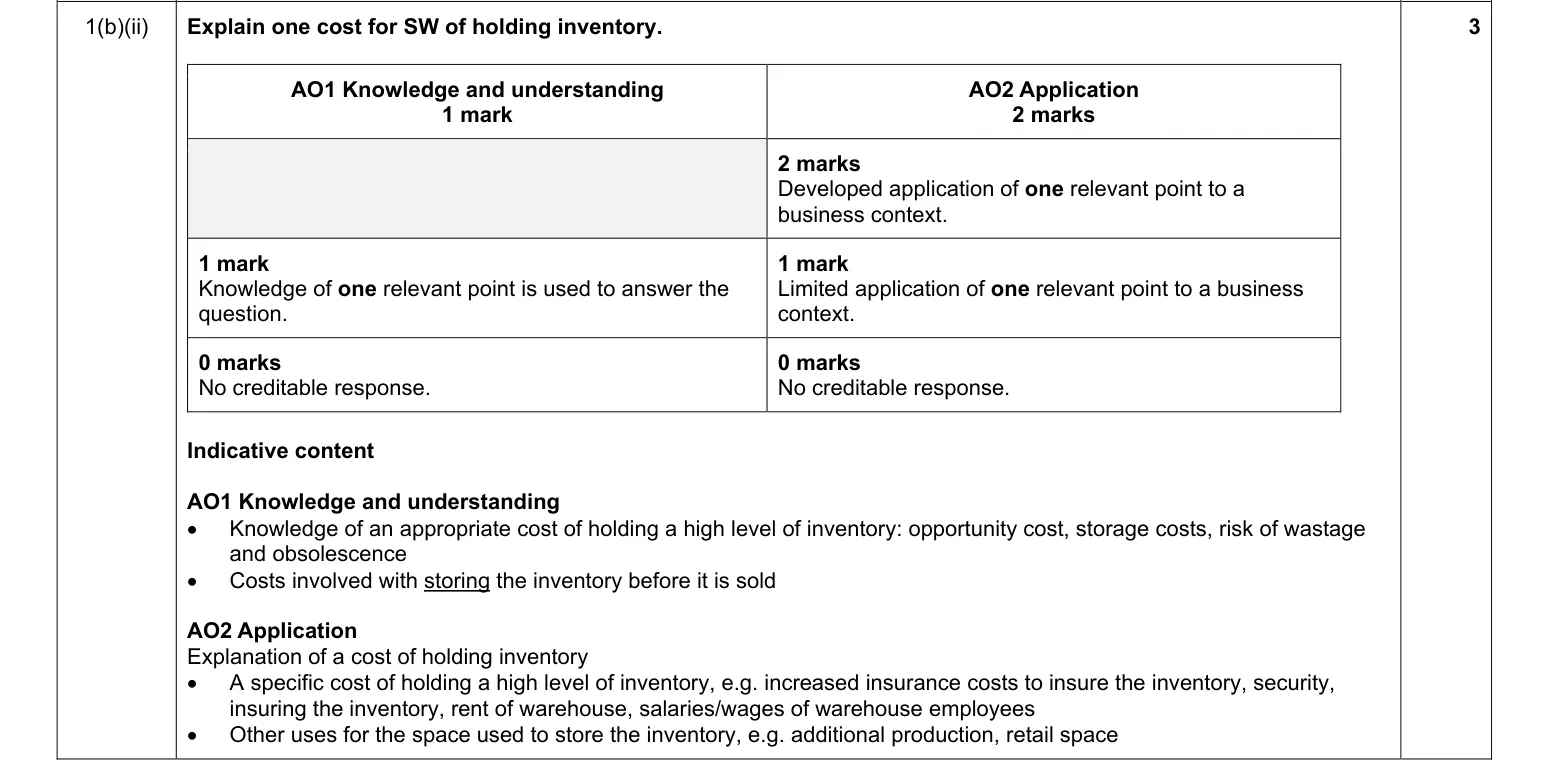 1(b)(ii) Explain one cost for SW of holding inventory. 3
AO1 Knowledge and understanding
1 mark
AO2 Application
2 marks
2 marks
Developed application of one relevant point to a
business context.
1 mark
Knowledge of one relevant point is used to answer the
question.
1 mark
Limited application of one relevant point to a business
context.
0 marks
No creditable response.
0 marks
No creditable response.
Indicative content
AO1 Knowledge and understanding
• Knowledge of an appropriate cost of holding a high level of inventory: opportunity cost, storage costs, risk of wastage
and obsolescence
• Costs involved with storing the inventory before it is sold
AO2 Application
Explanation of a cost of holding inventory
• A specific cost of holding a high level of inventory, e.g. increased insurance costs to insure the inventory, security,
insuring the inventory, rent of warehouse, salaries/wages of warehouse employees
• Other uses for the space used to store the inventory, e.g. additional production, retail space